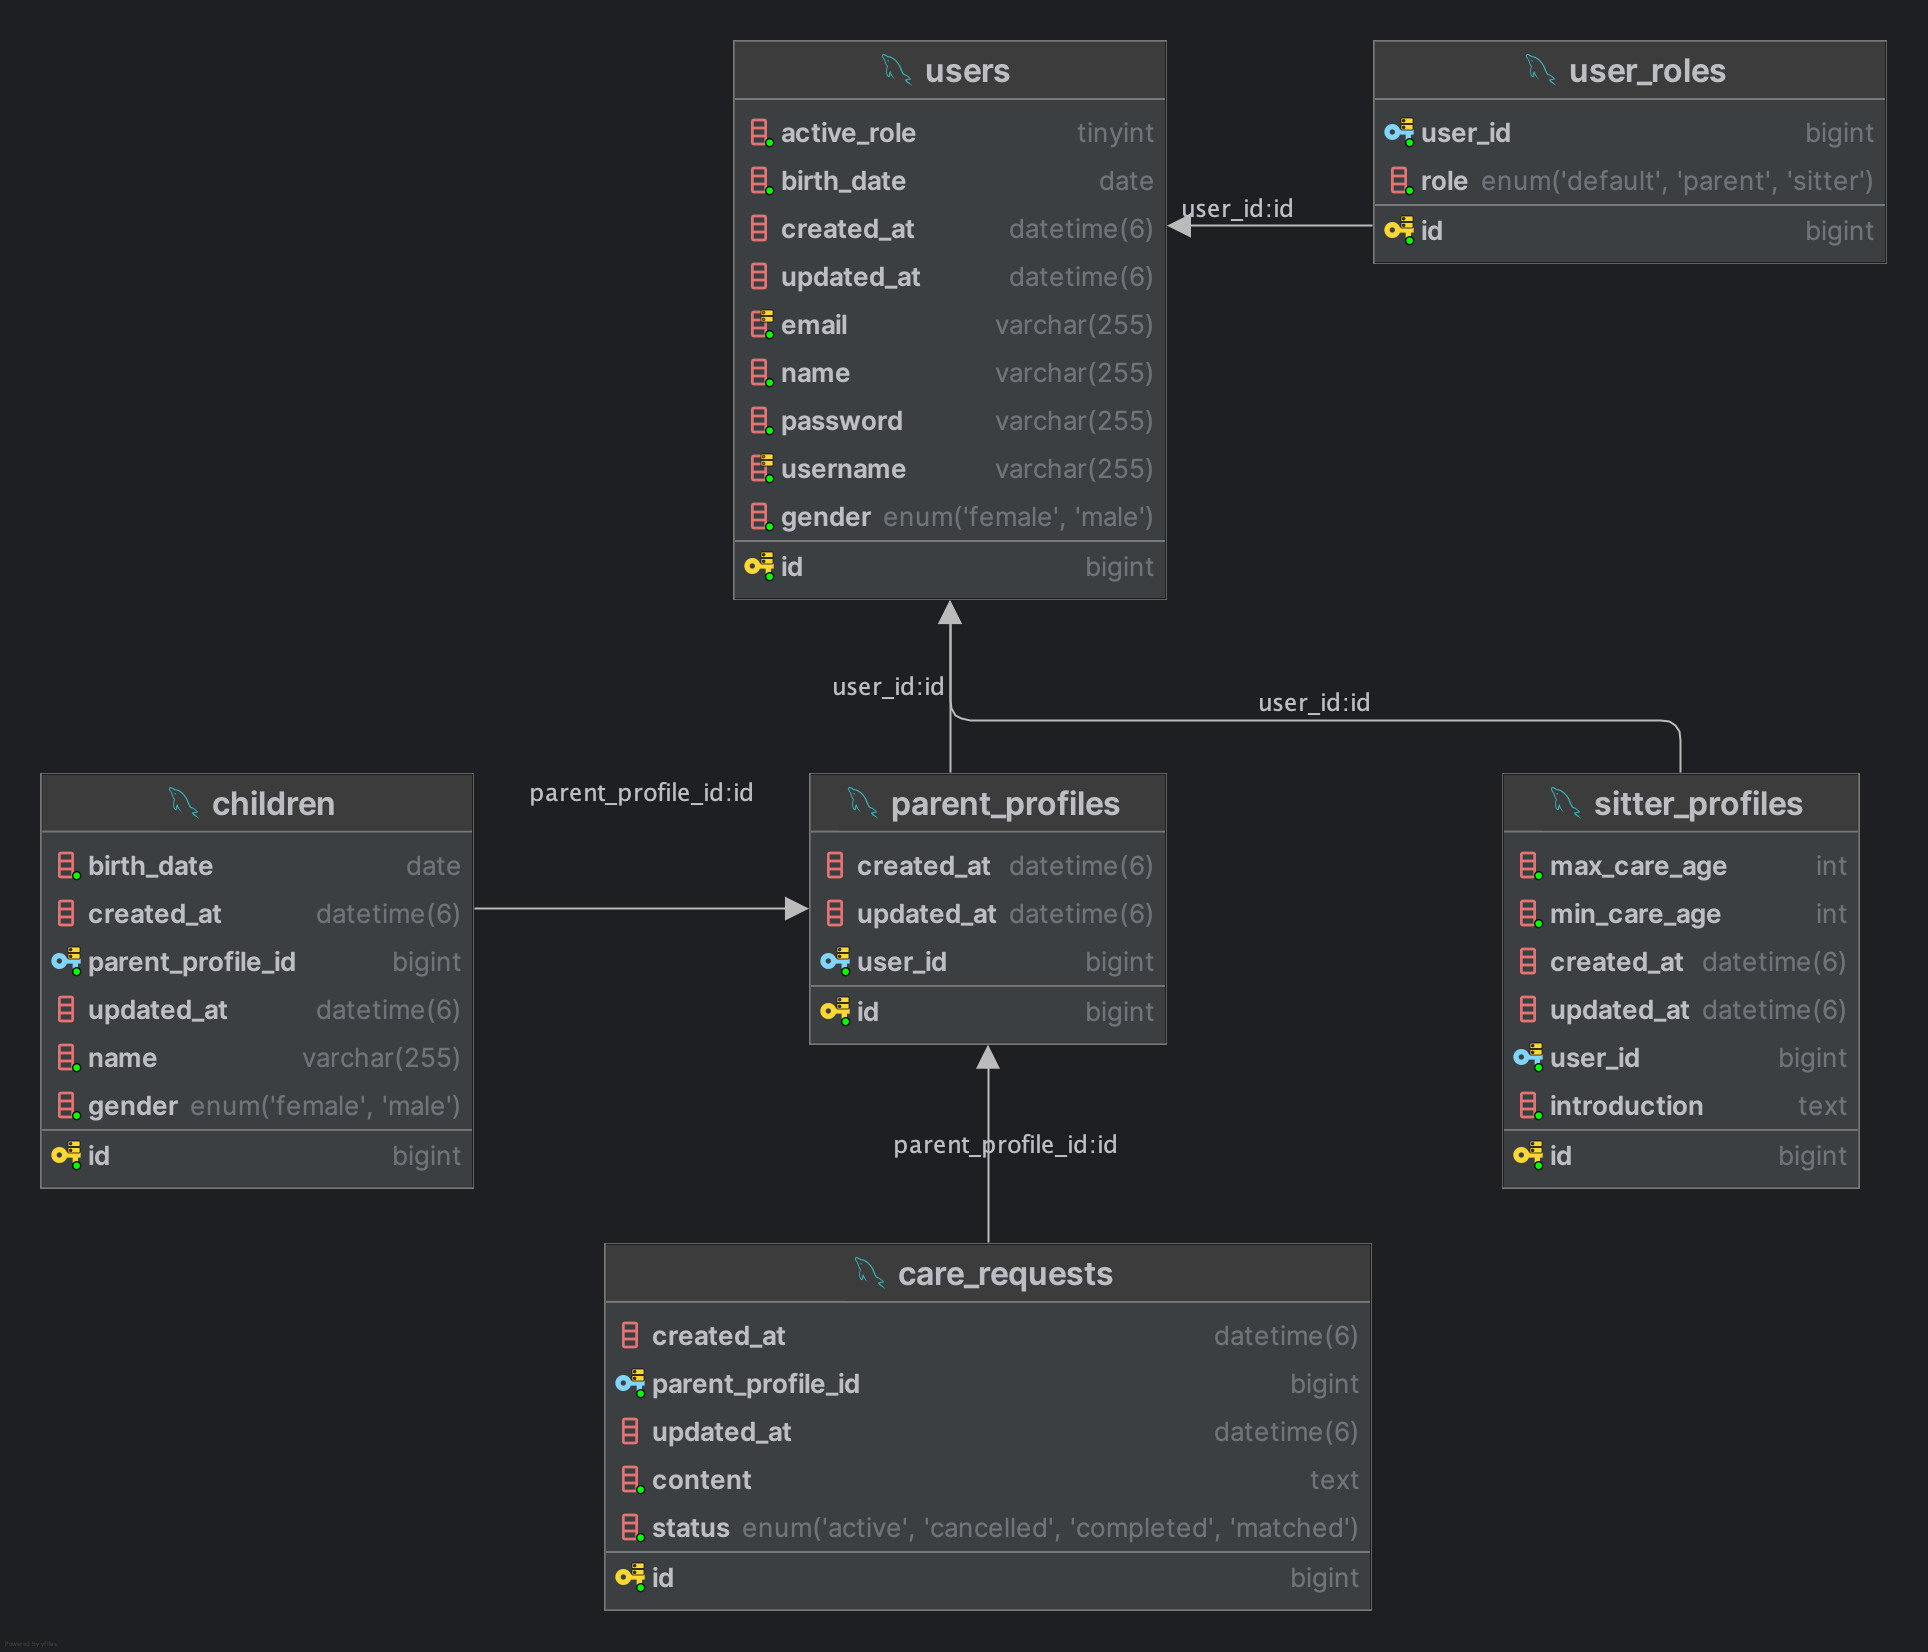 users
active_role tinyint
birth_date date
created_at datetime(6)
updated_at datetime(6)
email varchar(255)
name varchar(255)
password varchar(255)
username varchar(255)
gender enum('female', 'male')
id bigint
user_roles
user_id bigint
role enum('default', 'parent', 'sitter')
id bigint
user_id:id
user_id:id
user_id:id
children
birth_date date
created_at datetime(6)
parent_profile_id bigint
updated_at datetime(6)
name varchar(255)
gender enum('female', 'male')
id bigint
parent_profile_id:id
parent_profiles
created_at datetime(6)
updated_at datetime(6)
user_id bigint
id bigint
sitter_profiles
max_care_age int
min_care_age int
created_at datetime(6)
updated_at datetime(6)
user_id bigint
introduction text
id bigint
parent_profile_id:id
care_requests
created_at datetime(6)
parent_profile_id bigint
updated_at datetime(6)
content text
status enum('active', 'cancelled', 'completed', 'matched')
id bigint
Powered by yFiles